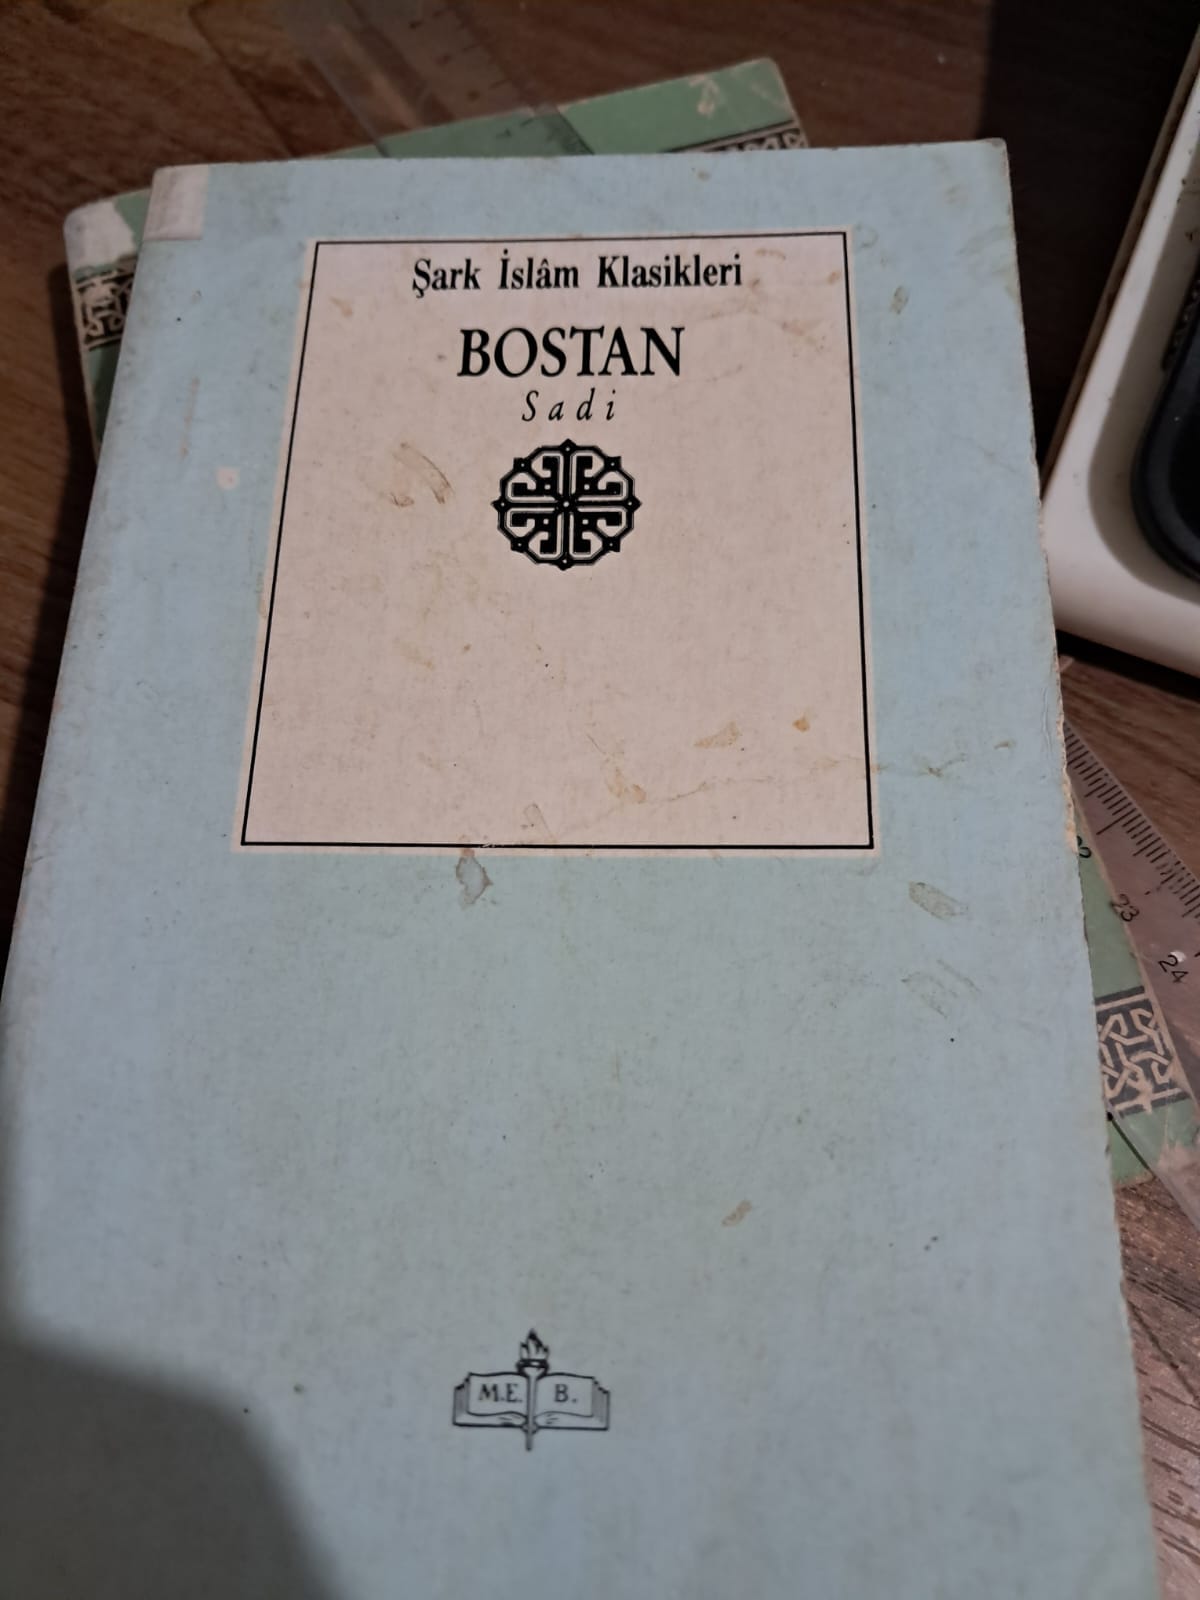 Şark İslâm Klasikleri
BOSTAN
Sadi
M.E. B.
23
24